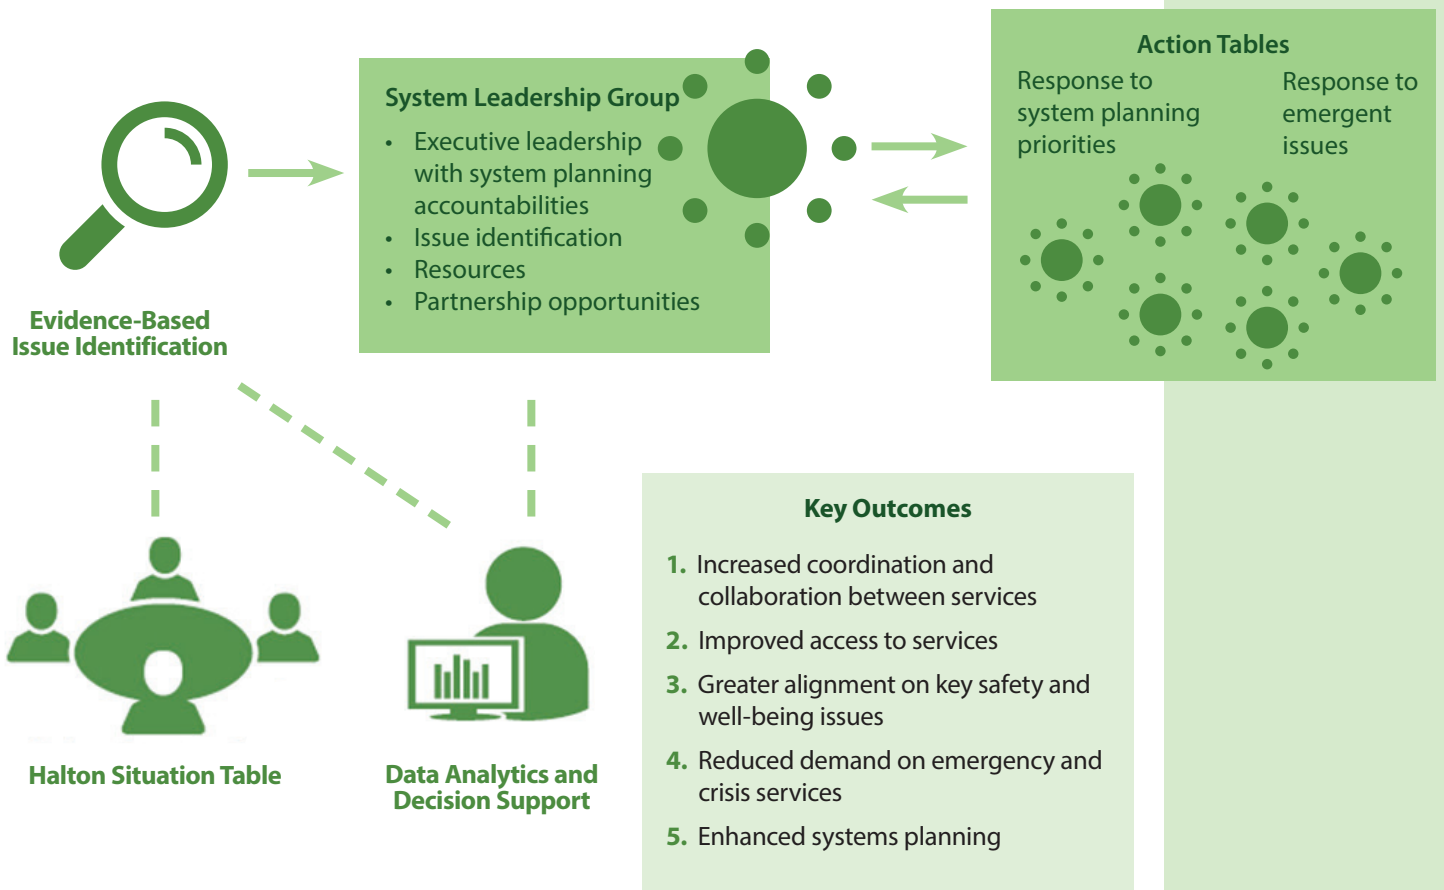 Evidence-Based
Issue Identification
System Leadership Group
• Executive leadership
with system planning
accountabilities
• Issue identification
• Resources
• Partnership opportunities
Action Tables
Response to
system planning
priorities
Response to
emergent
issues
Halton Situation Table
Data Analytics and
Decision Support
Key Outcomes
1. Increased coordination and
collaboration between services
2. Improved access to services
3. Greater alignment on key safety and
well-being issues
4. Reduced demand on emergency and
crisis services
5. Enhanced systems planning